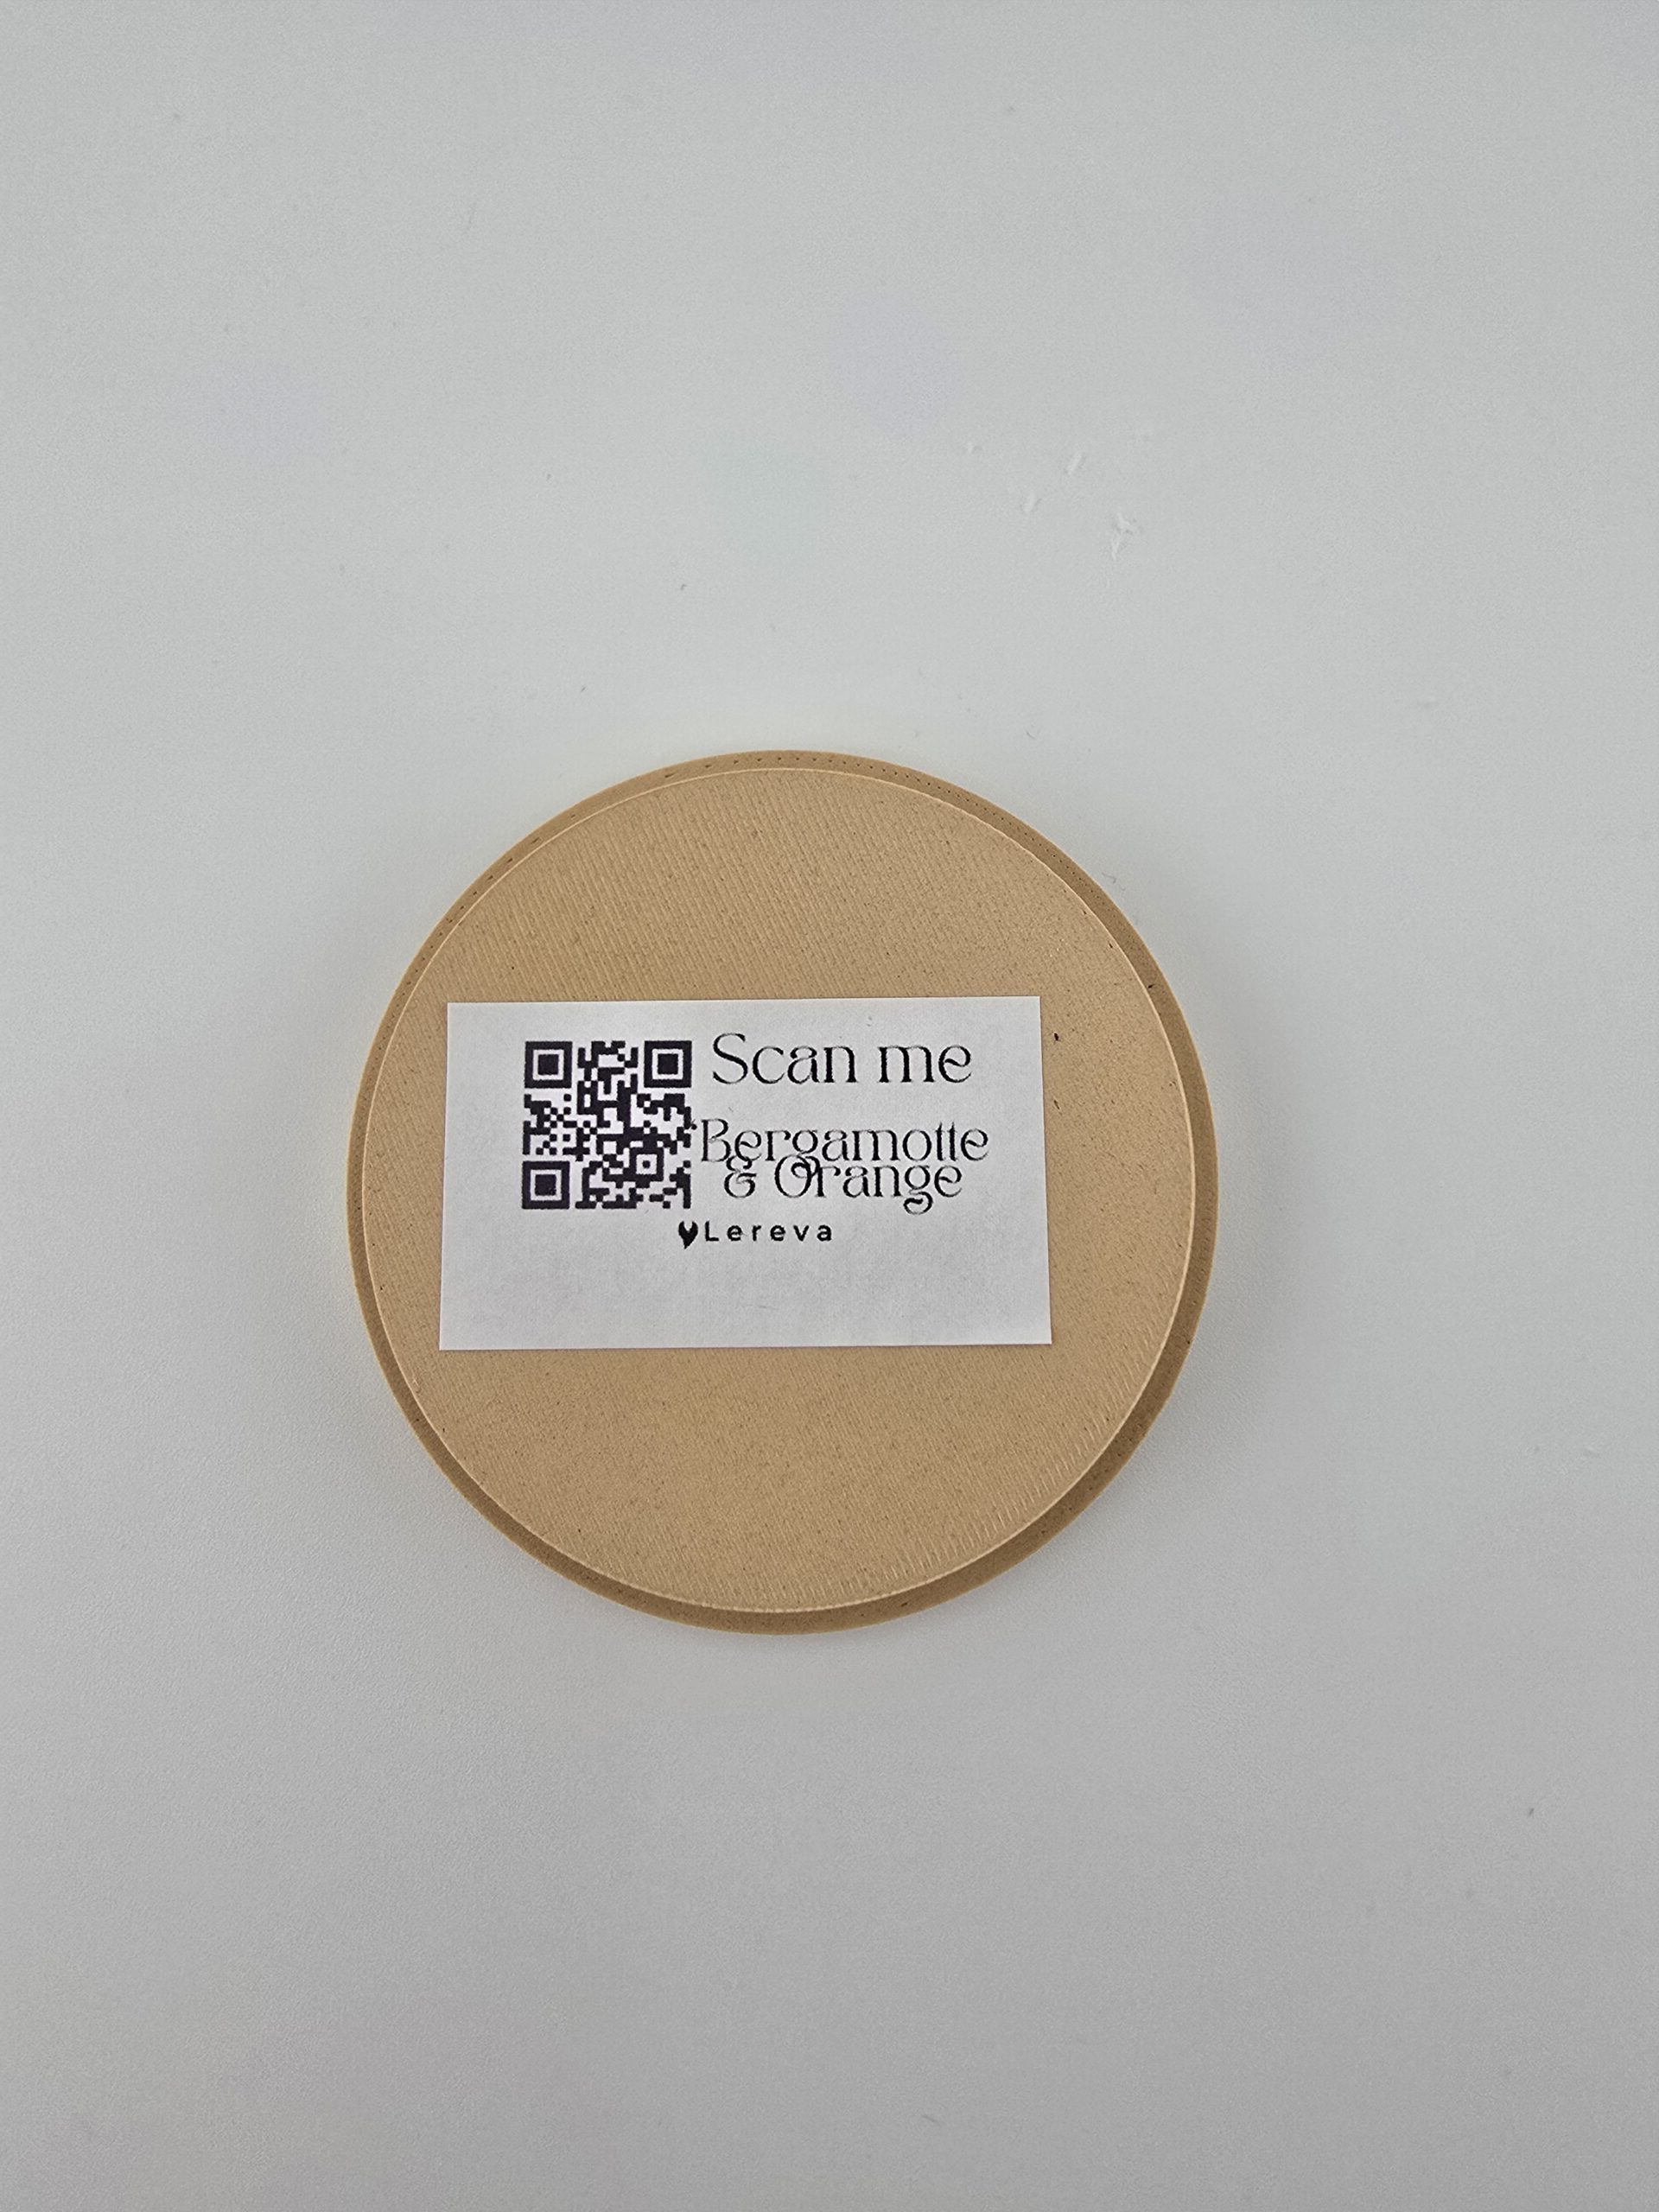 Scan me
Bergamotte
& Orange
Lereva